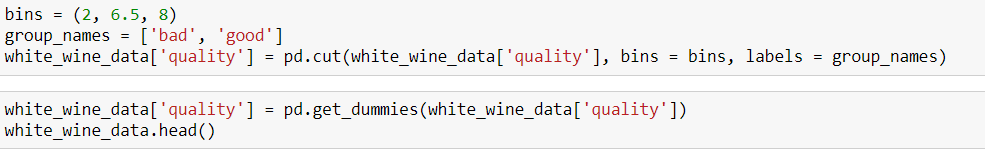 bins = (2, 6.5, 8)
group_names = ['bad', 'good']
white_wine_data['quality'] = pd.cut(white_wine_data['quality'], bins = bins, labels = group_names)
white_wine_data['quality'] = pd.get_dummies(white_wine_data['quality'])
white_wine_data.head()